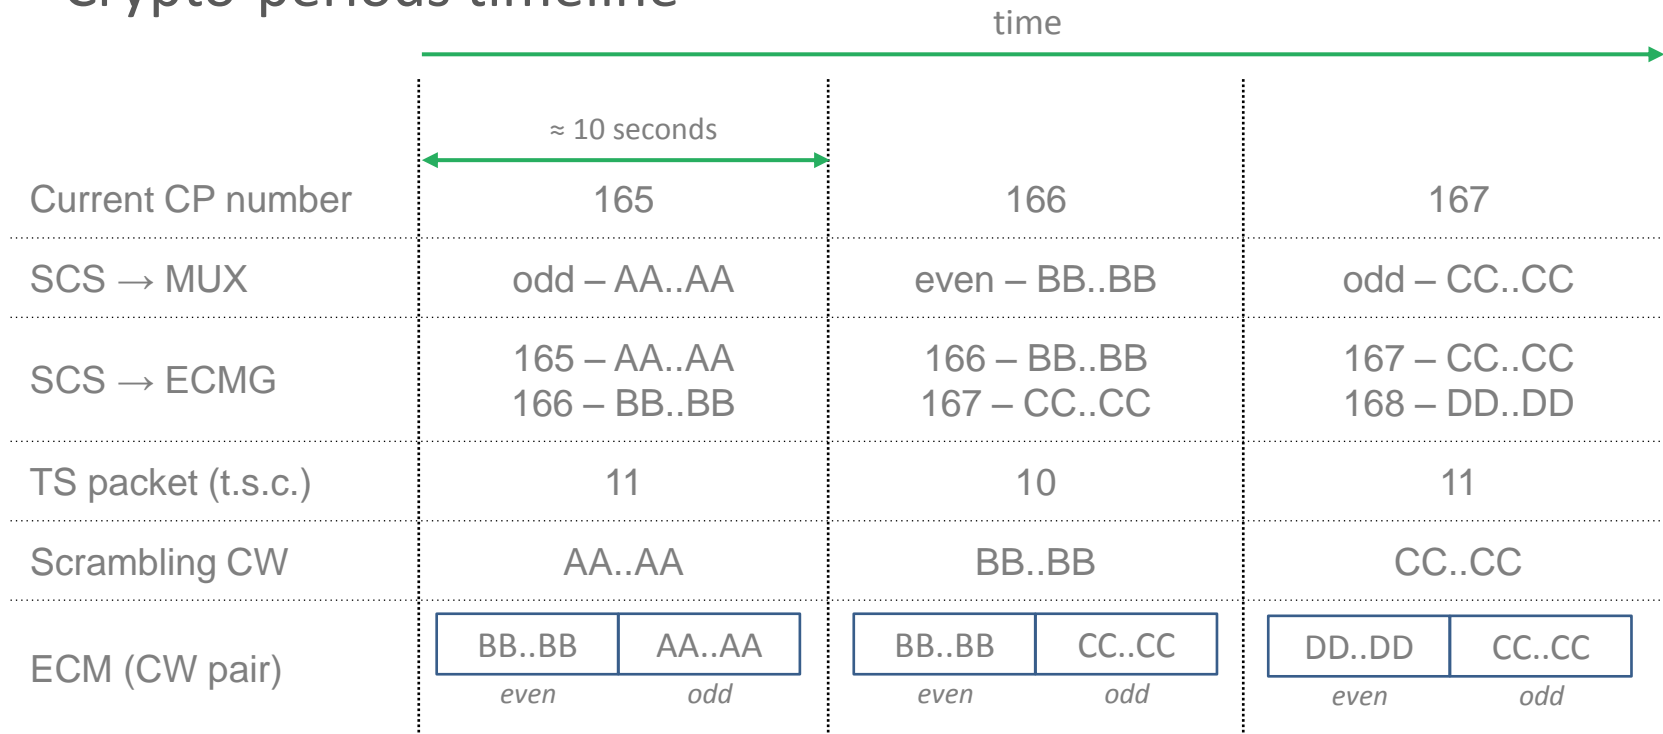 Crypto-periods timeline
time
≈ 10 seconds
Current CP number 165 166 167
SCS → MUX odd – AA..AA even – BB..BB odd – CC..CC
SCS → ECMG
165 – AA..AA 166 – BB..BB 167 – CC..CC
166 – BB..BB 167 – CC..CC 168 – DD..DD
TS packet (t.s.c.) 11 10 11
Scrambling CW AA..AA BB..BB CC..CC
ECM (CW pair) BB..BB AA..AA BB..BB CC..CC DD..DD CC..CC
even odd even odd even odd